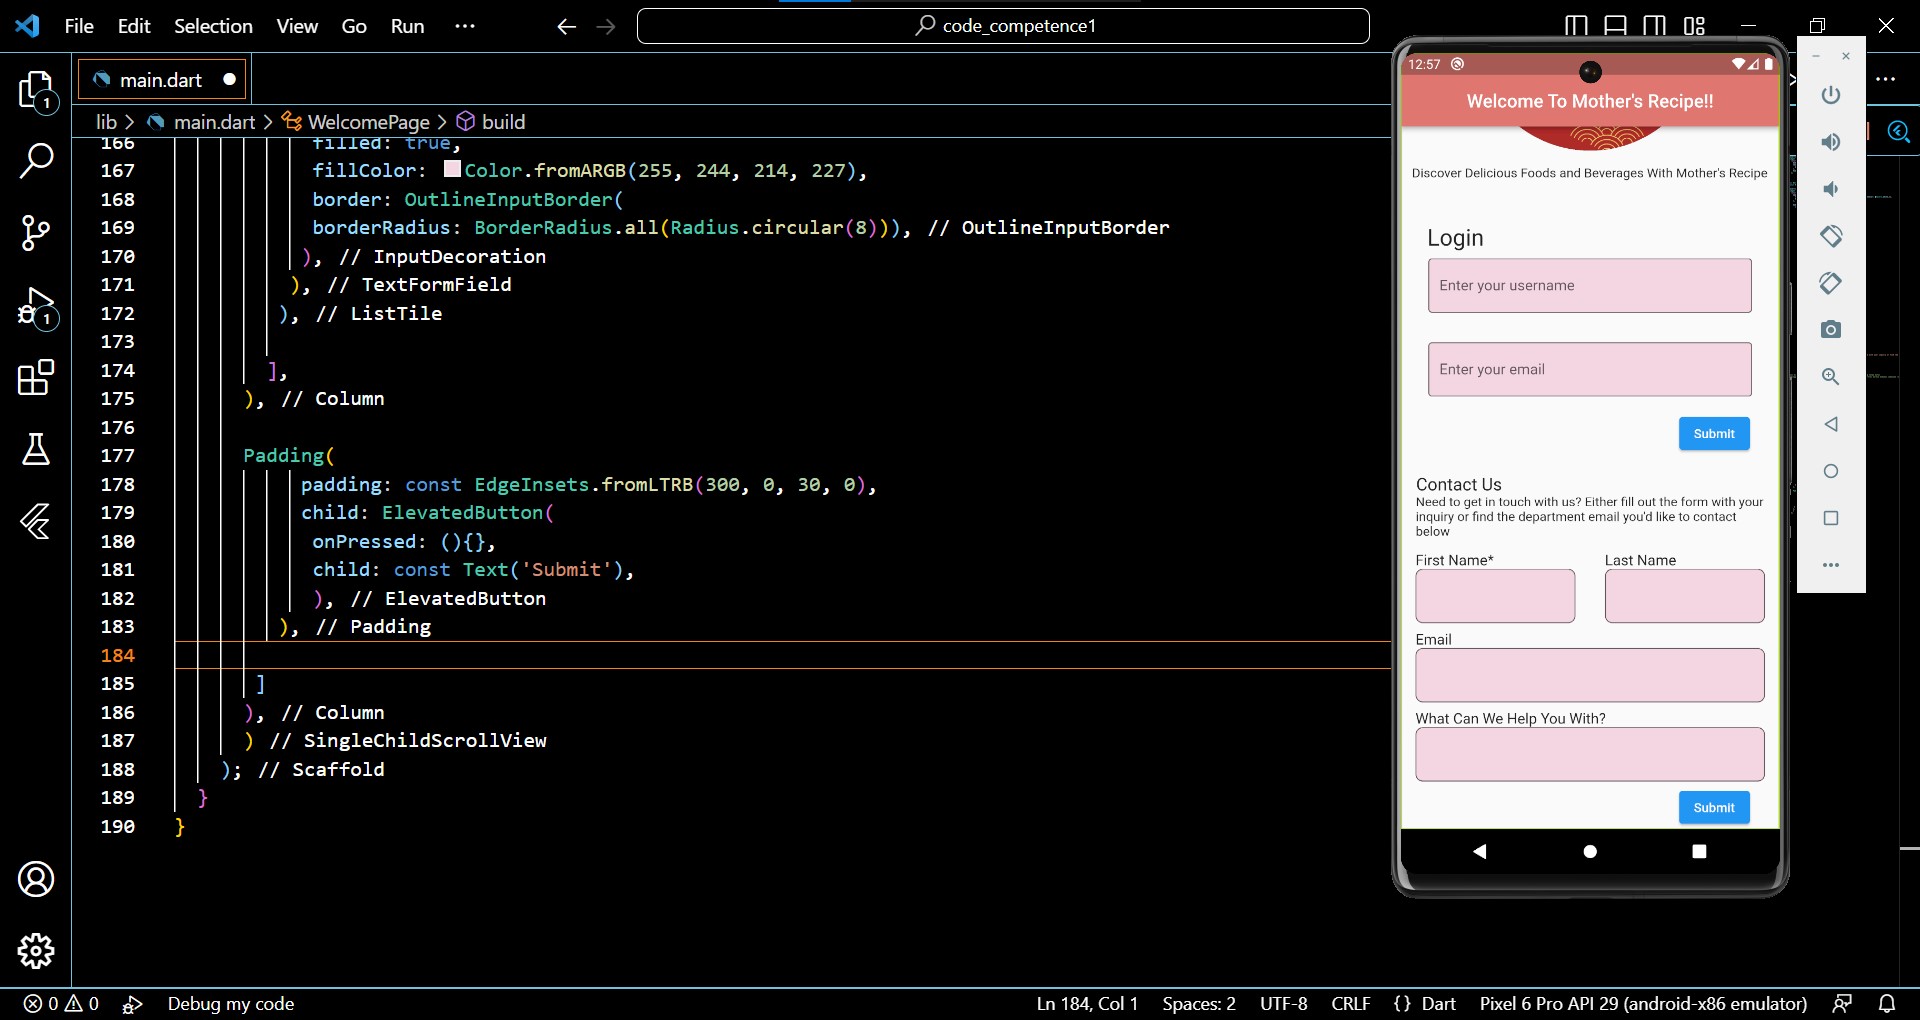 File Edit Selection View Go Run ···
code_competence1
main.dart
lib > main.dart > WelcomePage > build
166 filled: true,
167 fillColor: Color.fromARGB(255, 244, 214, 227),
168 border: OutlineInputBorder(
169 borderRadius: BorderRadius.all(Radius.circular(8))), // OutlineInputBorder
170 ), // InputDecoration
171 ), // TextFormField
172 ), // ListTile
173
174 ],
175 ), // Column
176
177 Padding(
178 padding: const EdgeInsets.fromLTRB(300, 0, 30, 0),
179 child: ElevatedButton(
180 onPressed: (){},
181 child: const Text('Submit'),
182 ), // ElevatedButton
183 ), // Padding
184
185 ]
186 ), // Column
187 ) // SingleChildScrollView
188 ); // Scaffold
189 }
190 }
1
1
12:57
Welcome To Mother's Recipe!!
Discover Delicious Foods and Beverages With Mother's Recipe
Login
Enter your username
Enter your email
Submit
Contact Us
Need to get in touch with us? Either fill out the form with your
inquiry or find the department email you'd like to contact
below
First Name* Last Name
Email
What Can We Help You With?
Submit
0 0 Debug my code Ln 184, Col 1 Spaces: 2 UTF-8 CRLF {} Dart Pixel 6 Pro API 29 (android-x86 emulator)